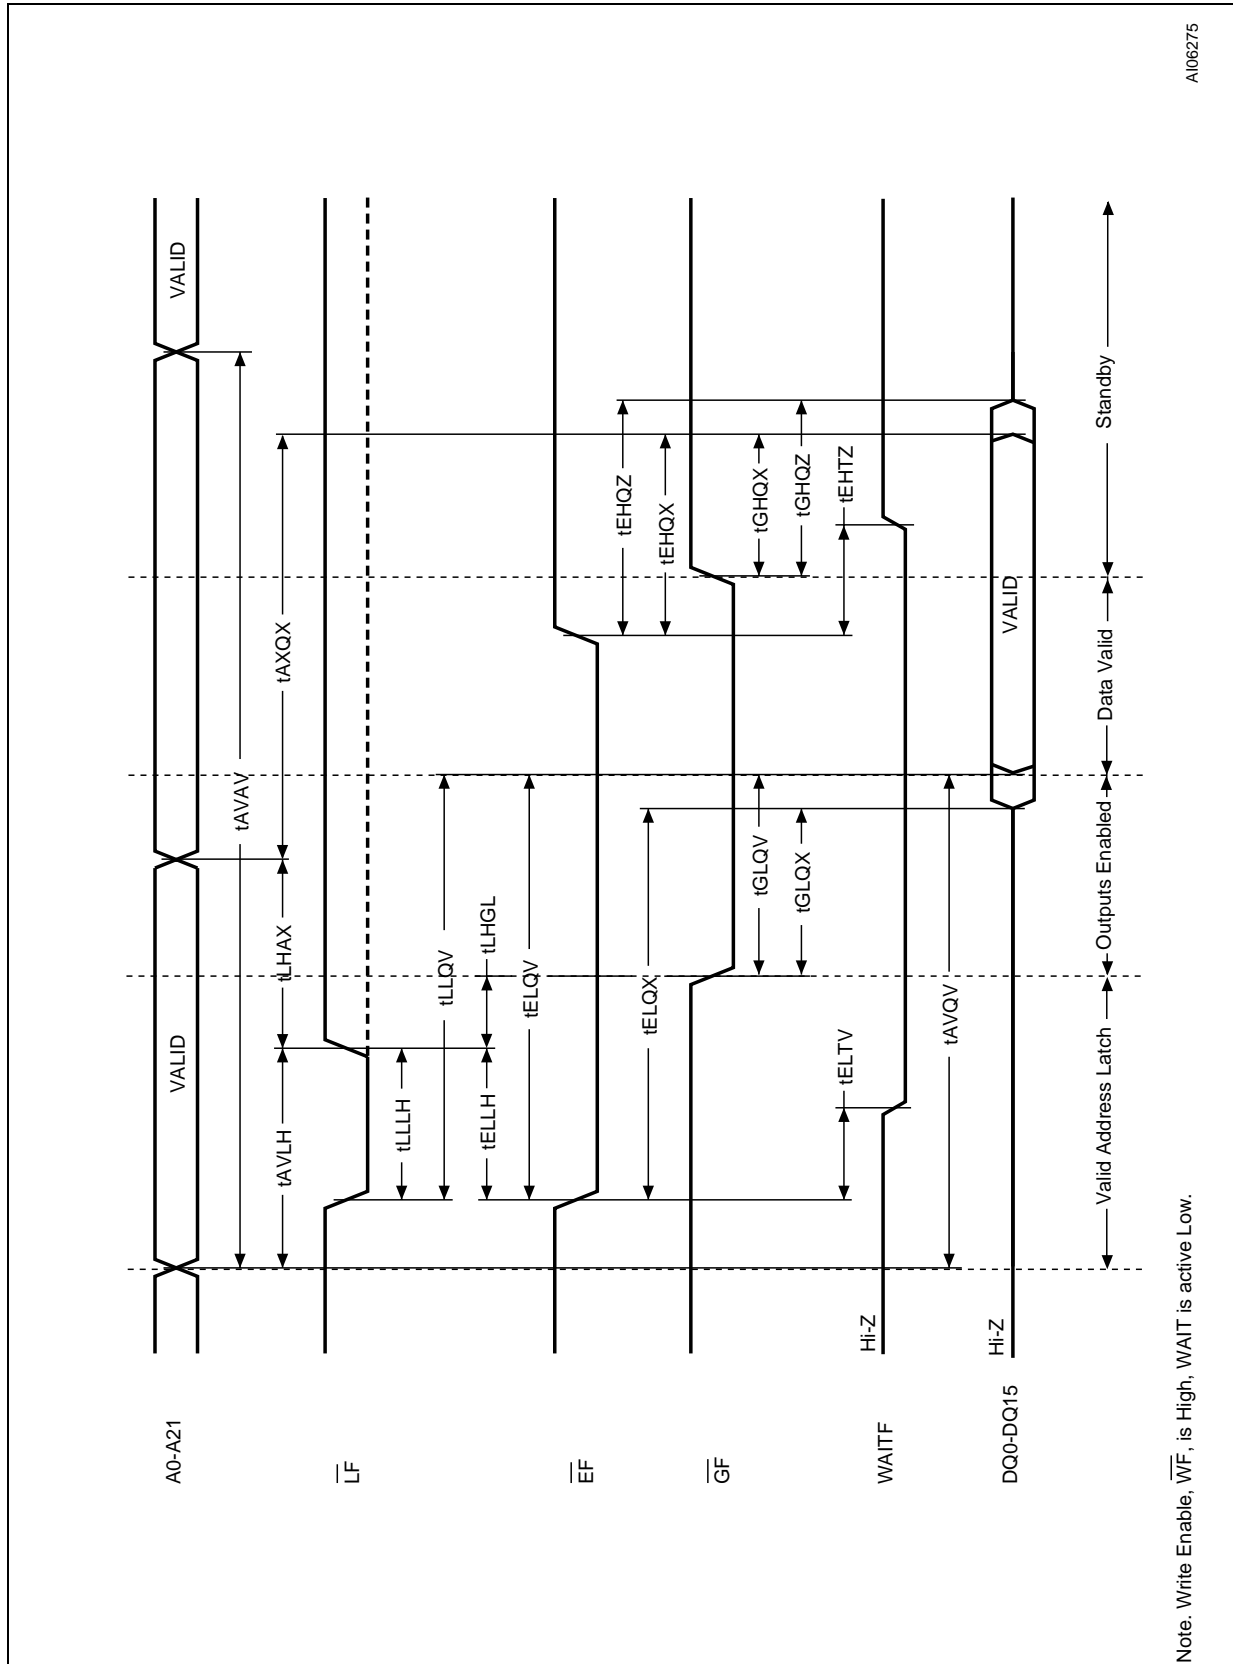 A0-A21
VALID
VALID
VALID
tAVAV
tAVLH
tLHAX
tAXQX
LF
tLLLH
tLLQV
tELLH
tLHGL
tELQV
EF
tEHQZ
tEHQX
tELQX
GF
tGLQV
tGHQX
tGLQX
tGHQZ
tELTV
tEHTZ
WAITF
Hi-Z
tAVQV
DQ0-DQ15
Hi-Z
VALID
Valid Address Latch
Outputs Enabled
Data Valid
Standby
Note. Write Enable, WF, is High, WAIT is active Low.
AI06275